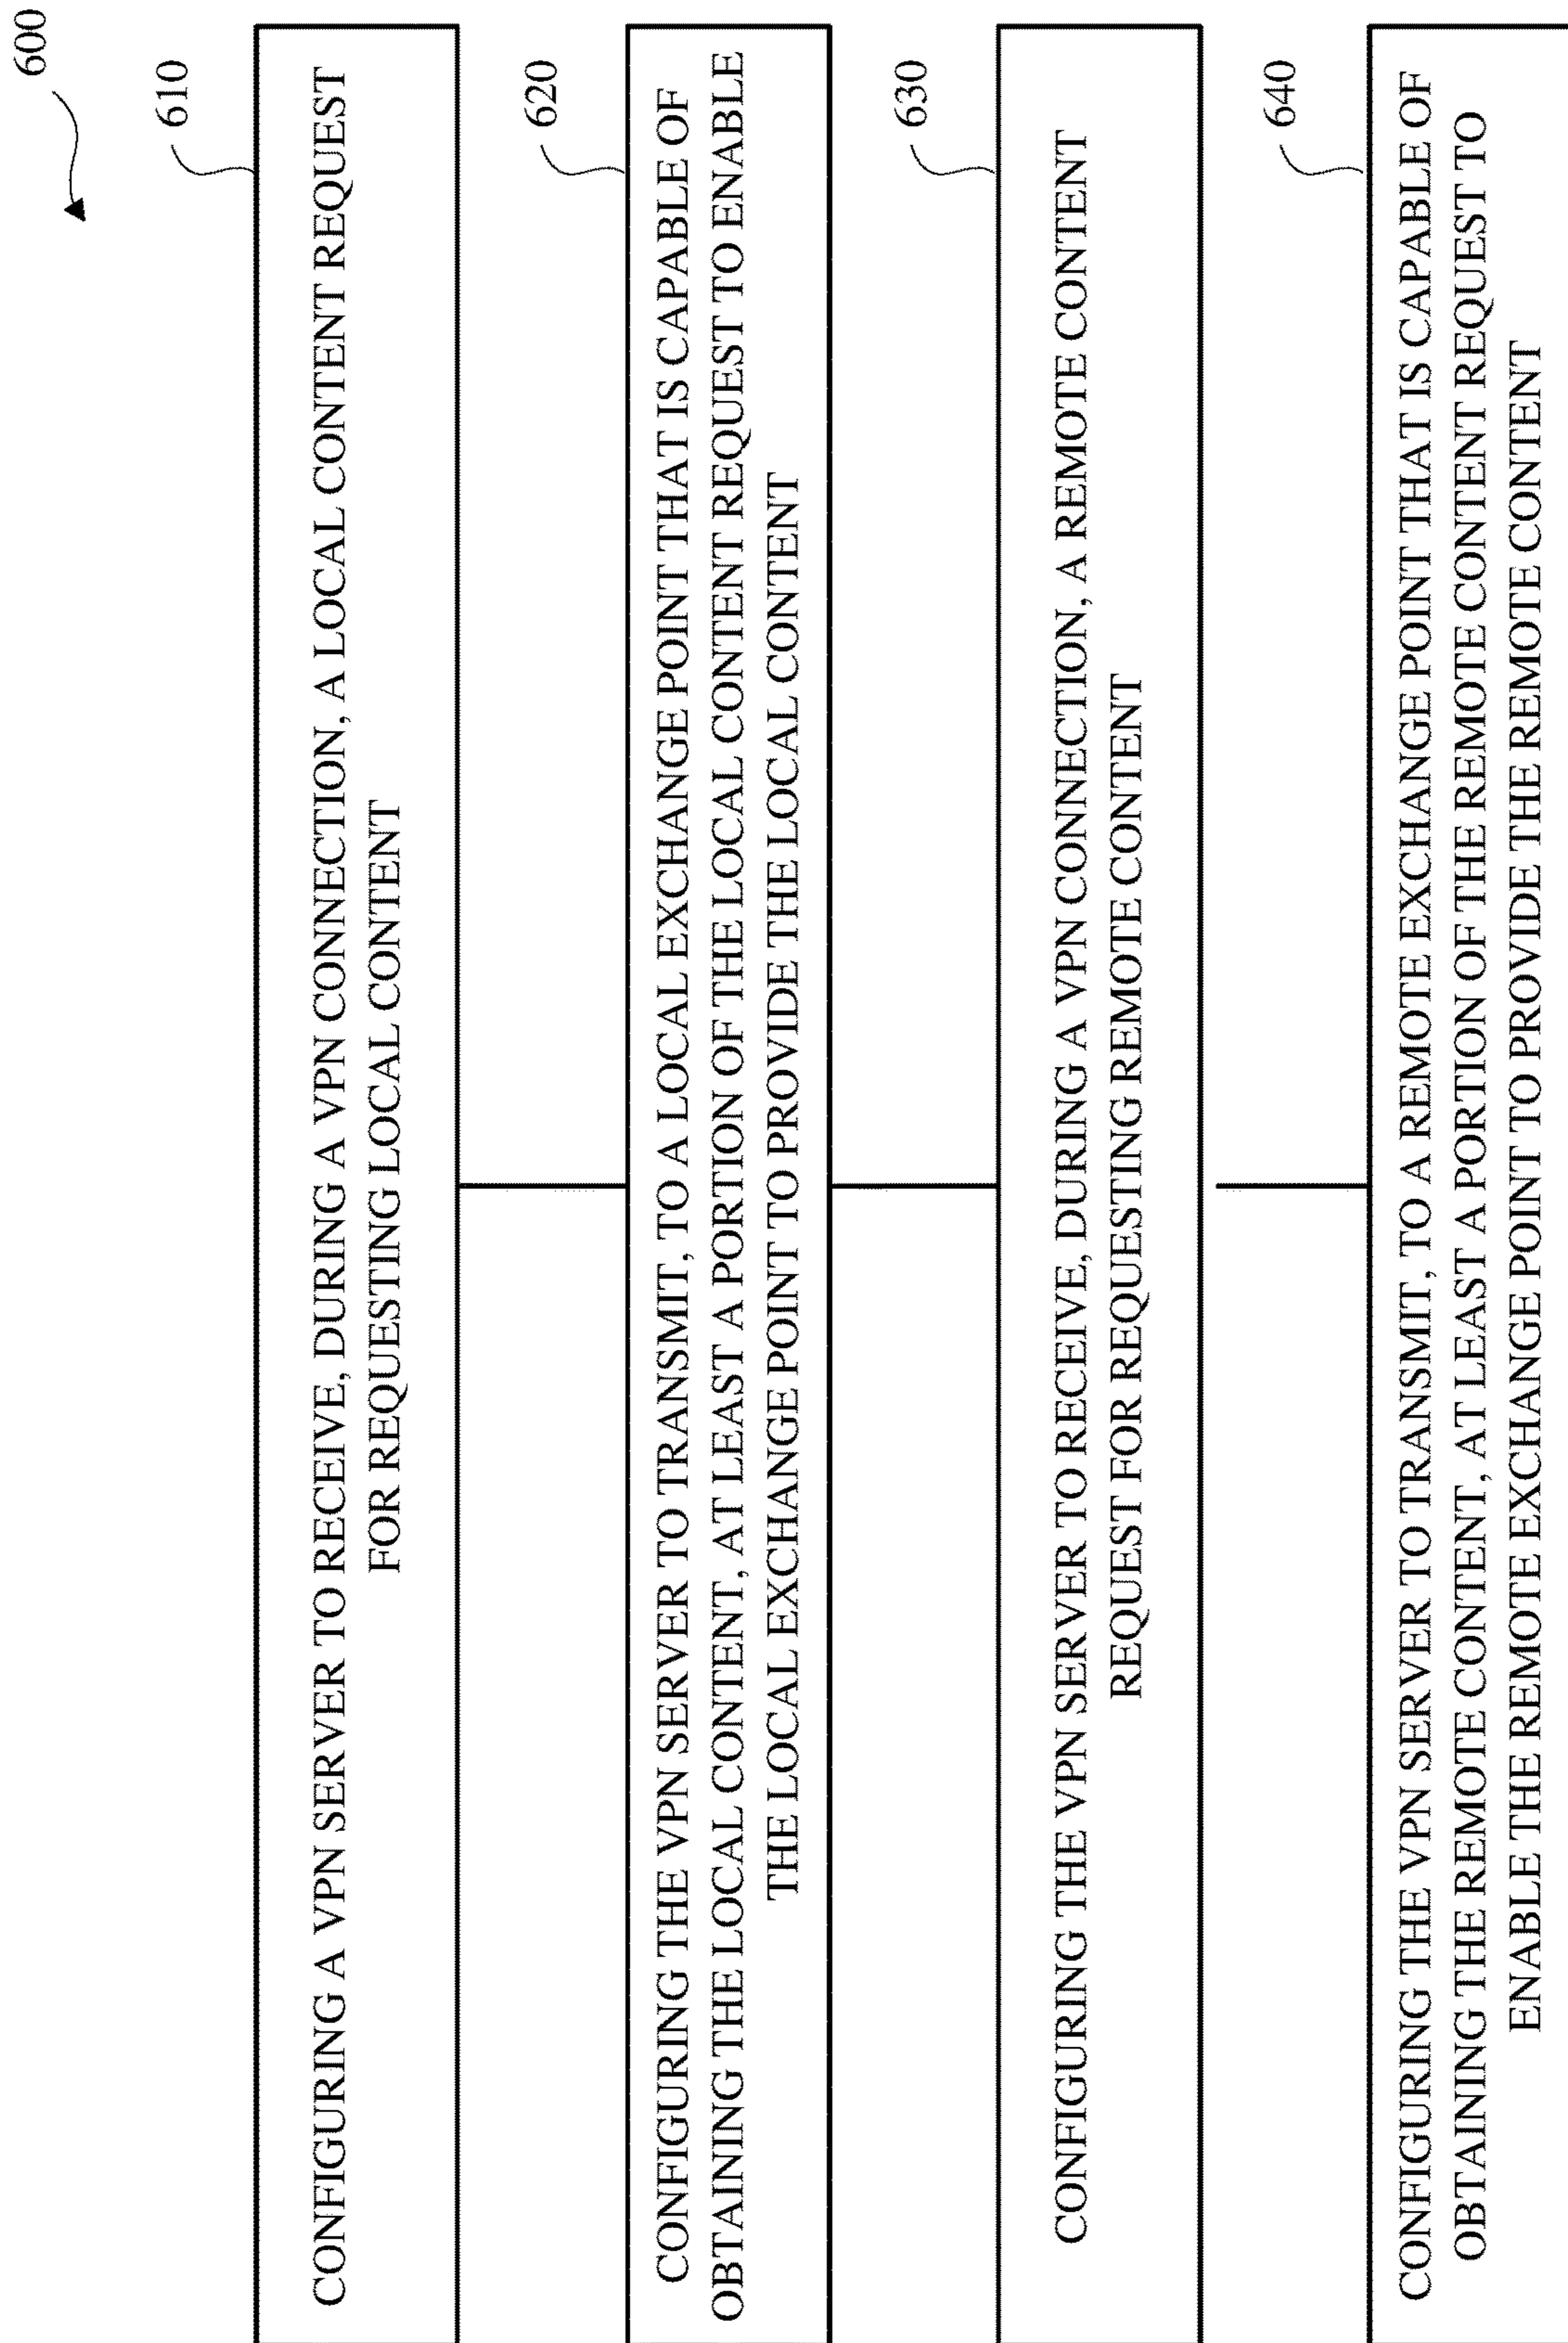 600
610
CONFIGURING A VPN SERVER TO RECEIVE, DURING A VPN CONNECTION, A LOCAL CONTENT REQUEST
FOR REQUESTING LOCAL CONTENT
620
CONFIGURING THE VPN SERVER TO TRANSMIT, TO A LOCAL EXCHANGE POINT THAT IS CAPABLE OF
OBTAINING THE LOCAL CONTENT, AT LEAST A PORTION OF THE LOCAL CONTENT REQUEST TO ENABLE
THE LOCAL EXCHANGE POINT TO PROVIDE THE LOCAL CONTENT
630
CONFIGURING THE VPN SERVER TO RECEIVE, DURING A VPN CONNECTION, A REMOTE CONTENT
REQUEST FOR REQUESTING REMOTE CONTENT
640
CONFIGURING THE VPN SERVER TO TRANSMIT, TO A REMOTE EXCHANGE POINT THAT IS CAPABLE OF
OBTAINING THE REMOTE CONTENT, AT LEAST A PORTION OF THE REMOTE CONTENT REQUEST TO
ENABLE THE REMOTE EXCHANGE POINT TO PROVIDE THE REMOTE CONTENT